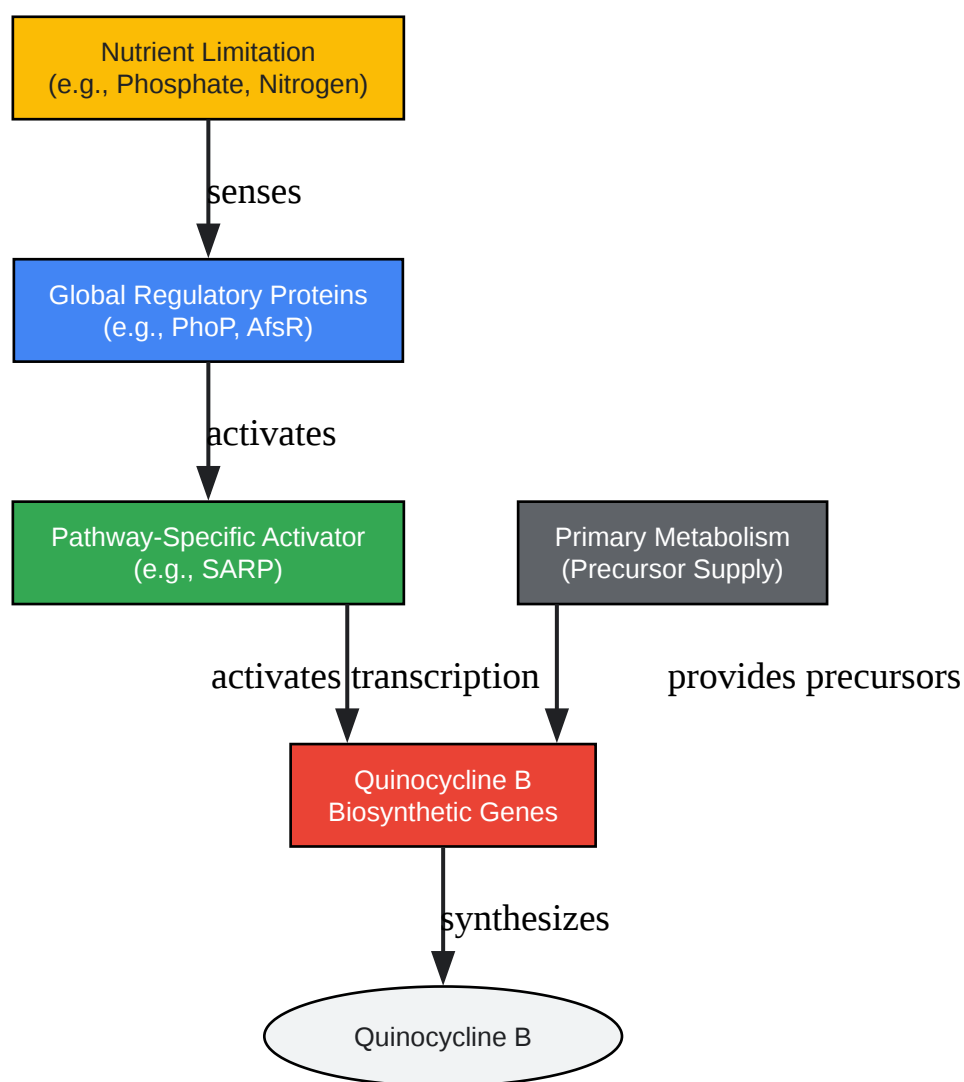 Nutrient Limitation
(e.g., Phosphate, Nitrogen)
senses
Global Regulatory Proteins
(e.g., PhoP, AfsR)
activates
Pathway-Specific Activator
(e.g., SARP)
Primary Metabolism
(Precursor Supply)
activates transcription
provides precursors
Quinocycline B
Biosynthetic Genes
synthesizes
Quinocycline B